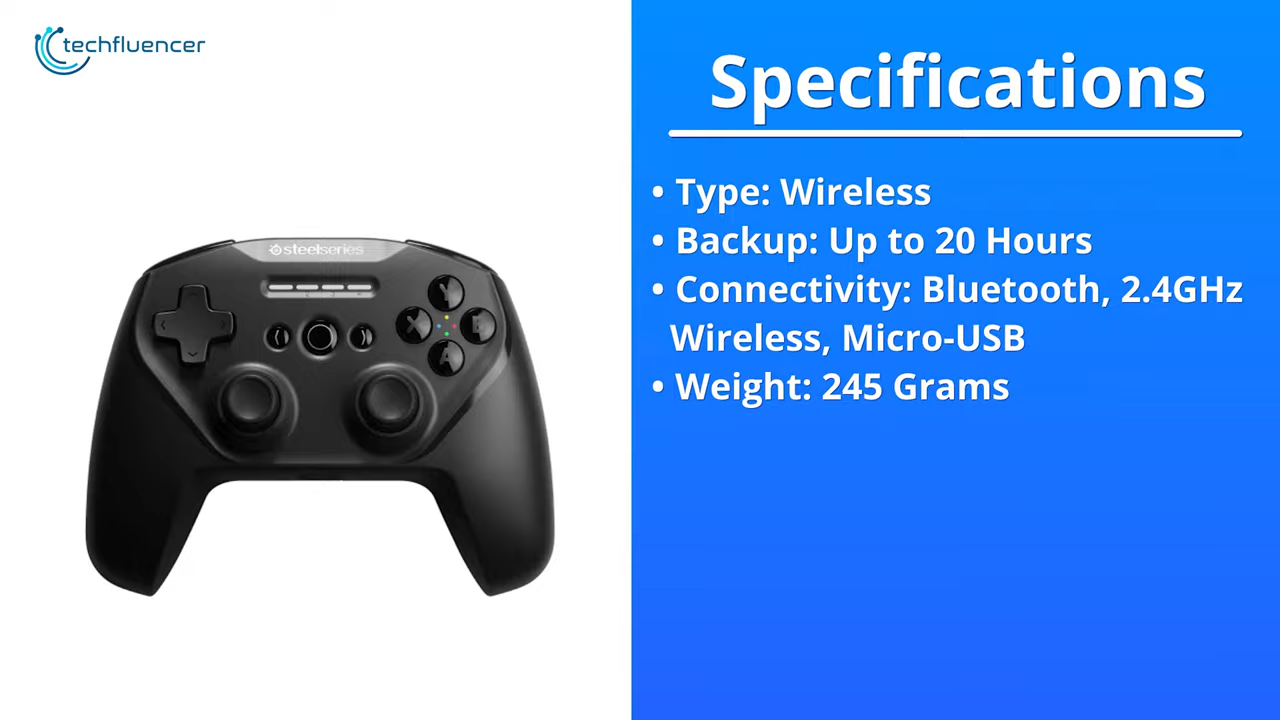 techfluencer
Specifications
• Type: Wireless
• Backup: Up to 20 Hours
• Connectivity: Bluetooth, 2.4GHz
Wireless, Micro-USB
• Weight: 245 Grams
steelseries
Y
X B
A